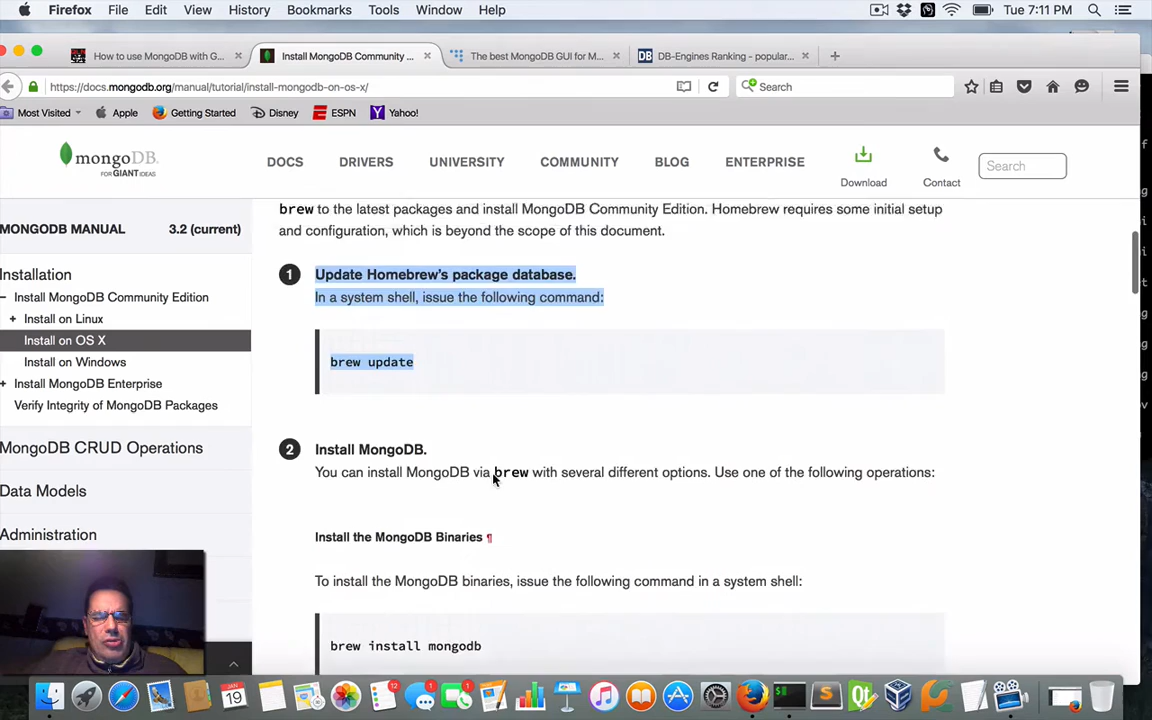 Firefox File Edit View History Bookmarks Tools Window Help Tue 7:11 PM
How to use MongoDB with G... Install MongoDB Community ... The best MongoDB GUI for M... DB-Engines Ranking - popular...
https://docs.mongodb.org/manual/tutorial/install-mongodb-on-os-x/ Search
Most Visited Apple Getting Started Disney ESPN Yahoo!
mongoDB.
FOR GIANT IDEAS
DOCS DRIVERS UNIVERSITY COMMUNITY BLOG ENTERPRISE Download Contact Search
MONGODB MANUAL 3.2 (current)
Installation
− Install MongoDB Community Edition
+ Install on Linux
Install on OS X
Install on Windows
+ Install MongoDB Enterprise
Verify Integrity of MongoDB Packages
MongoDB CRUD Operations
Data Models
Administration
brew to the latest packages and install MongoDB Community Edition. Homebrew requires some initial setup
and configuration, which is beyond the scope of this document.
1 Update Homebrew's package database.
In a system shell, issue the following command:
brew update
2 Install MongoDB.
You can install MongoDB via brew with several different options. Use one of the following operations:
Install the MongoDB Binaries ¶
To install the MongoDB binaries, issue the following command in a system shell:
brew install mongodb
JAN
19
12
1